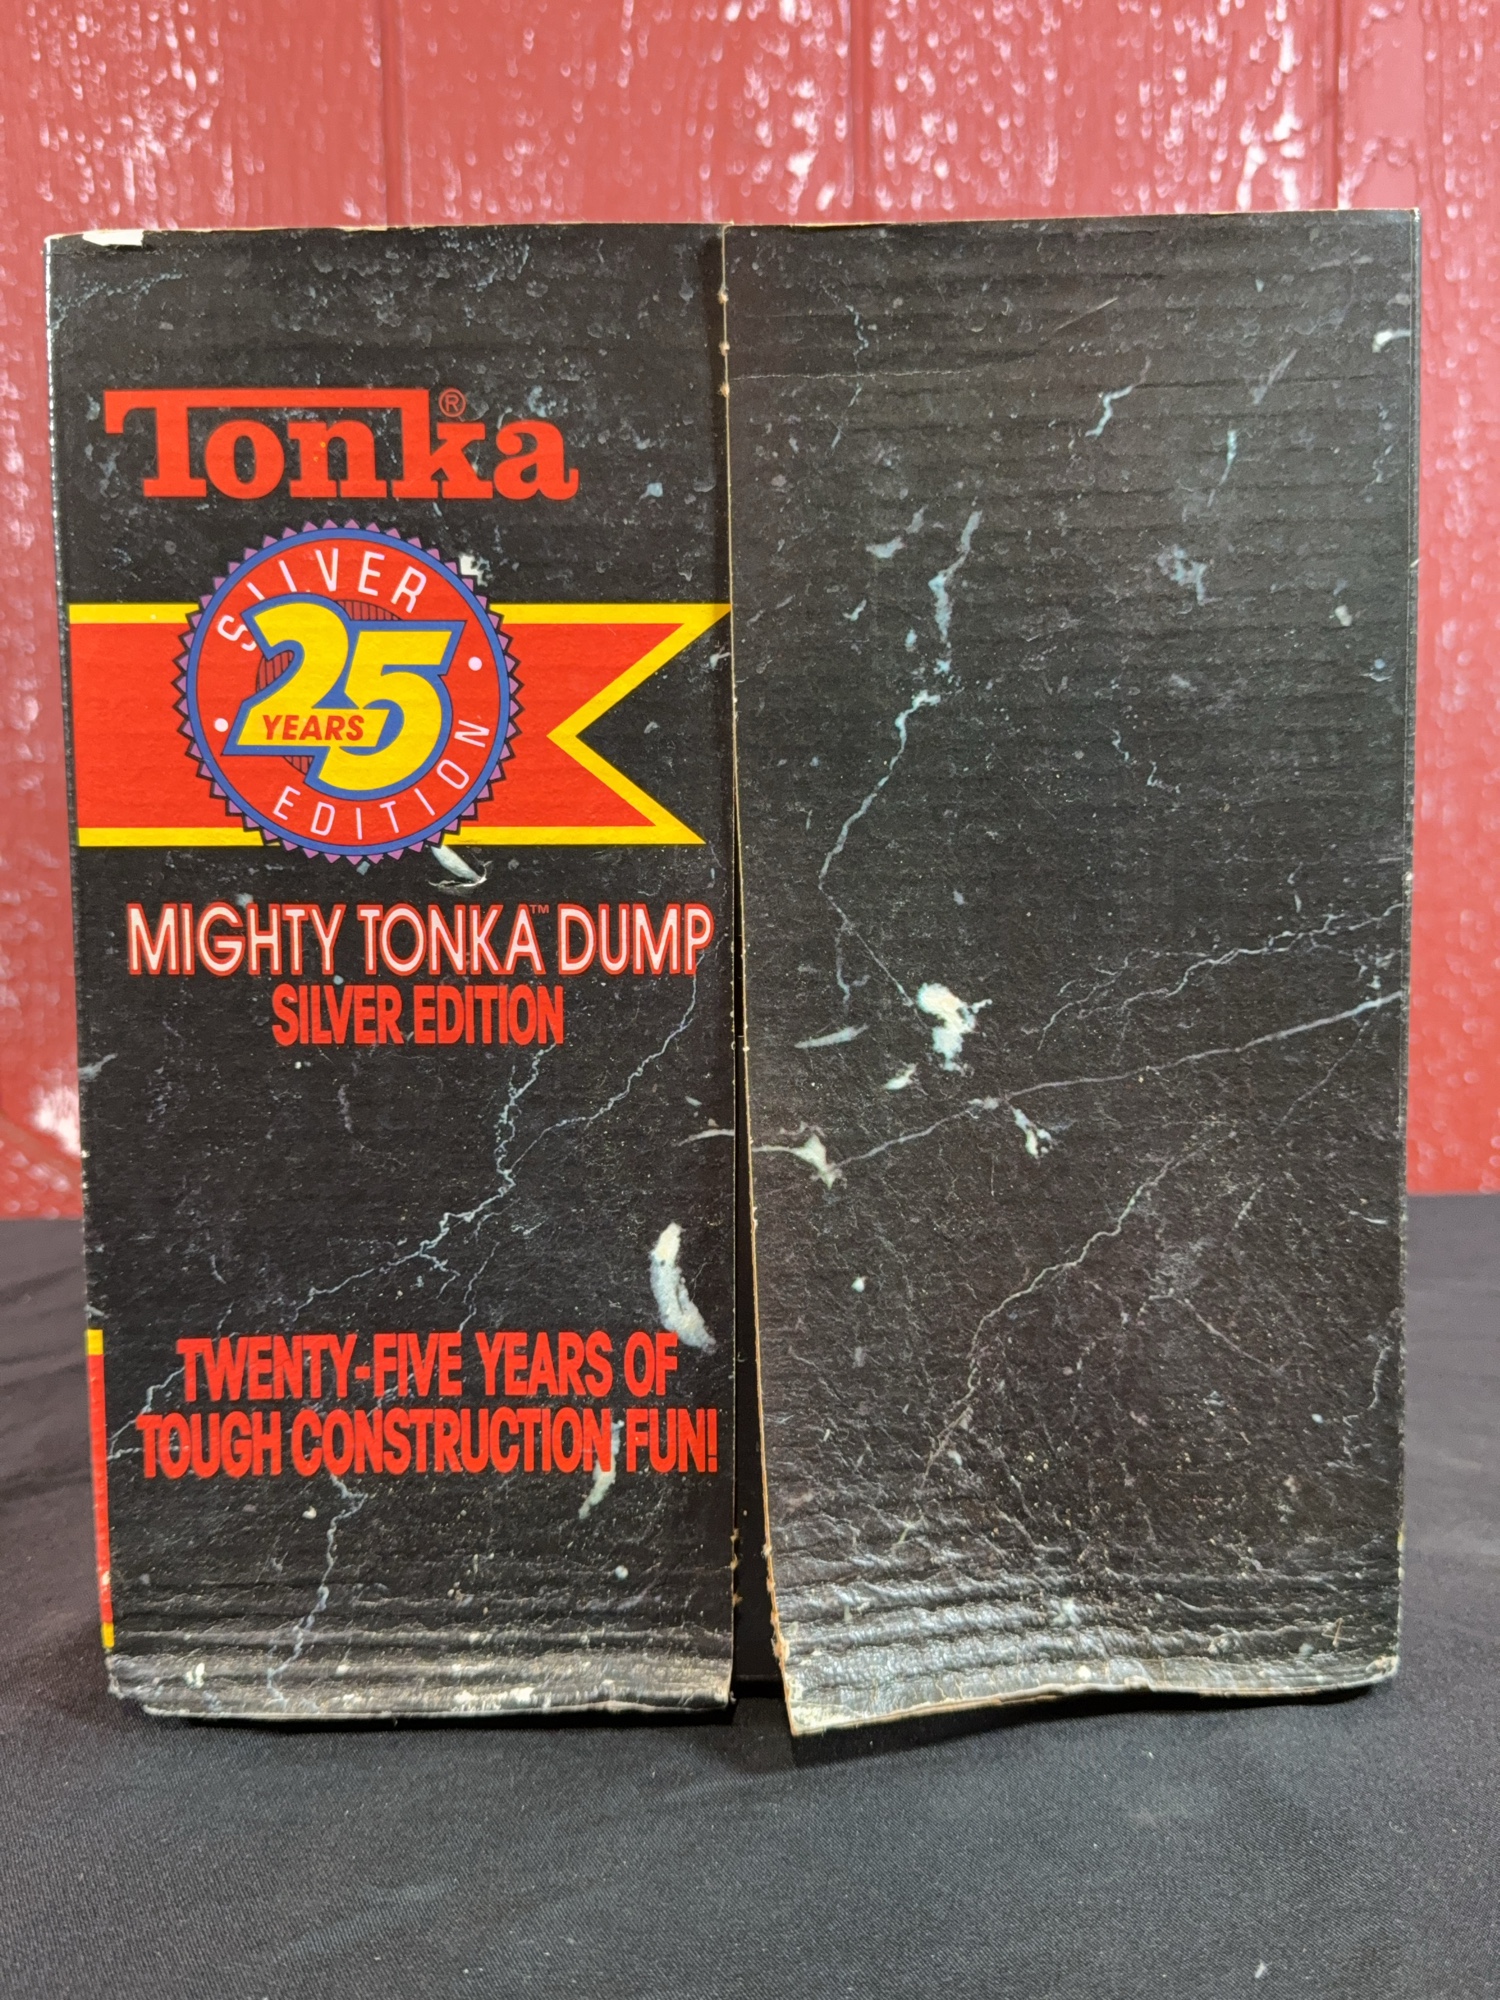 Tonka®
SILVER
25
YEARS
EDITION
MIGHTY TONKA™ DUMP
SILVER EDITION
TWENTY-FIVE YEARS OF
TOUGH CONSTRUCTION FUN!